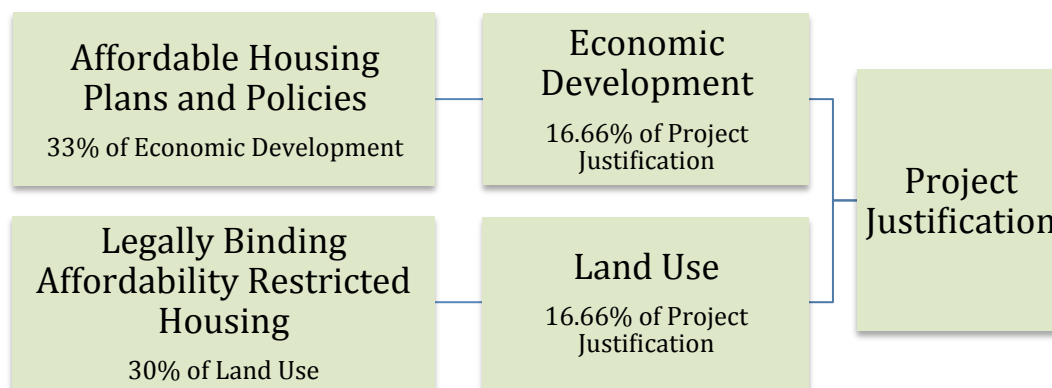 Affordable Housing
Plans and Policies
33% of Economic Development
Economic
Development
16.66% of Project
Justification
Legally Binding
Affordability Restricted
Housing
30% of Land Use
Land Use
16.66% of Project
Justification
Project
Justification